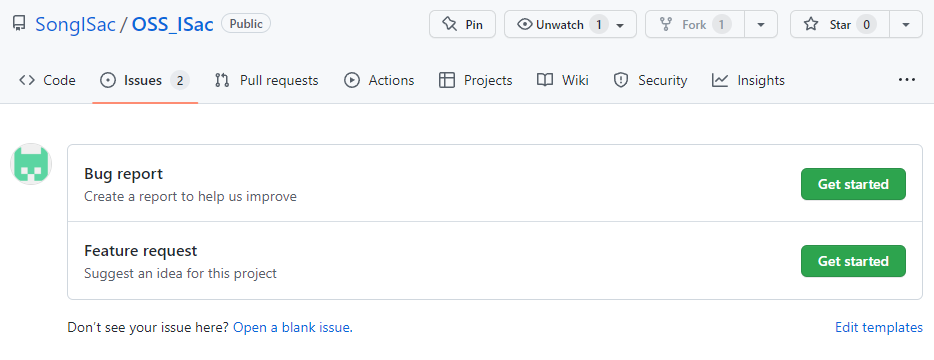 SongISac / OSS_ISac Public Pin Unwatch 1 Fork 1 Star 0
Code Issues 2 Pull requests Actions Projects Wiki Security Insights
Bug report
Create a report to help us improve
Get started
Feature request
Suggest an idea for this project
Get started
Don't see your issue here? Open a blank issue. Edit templates